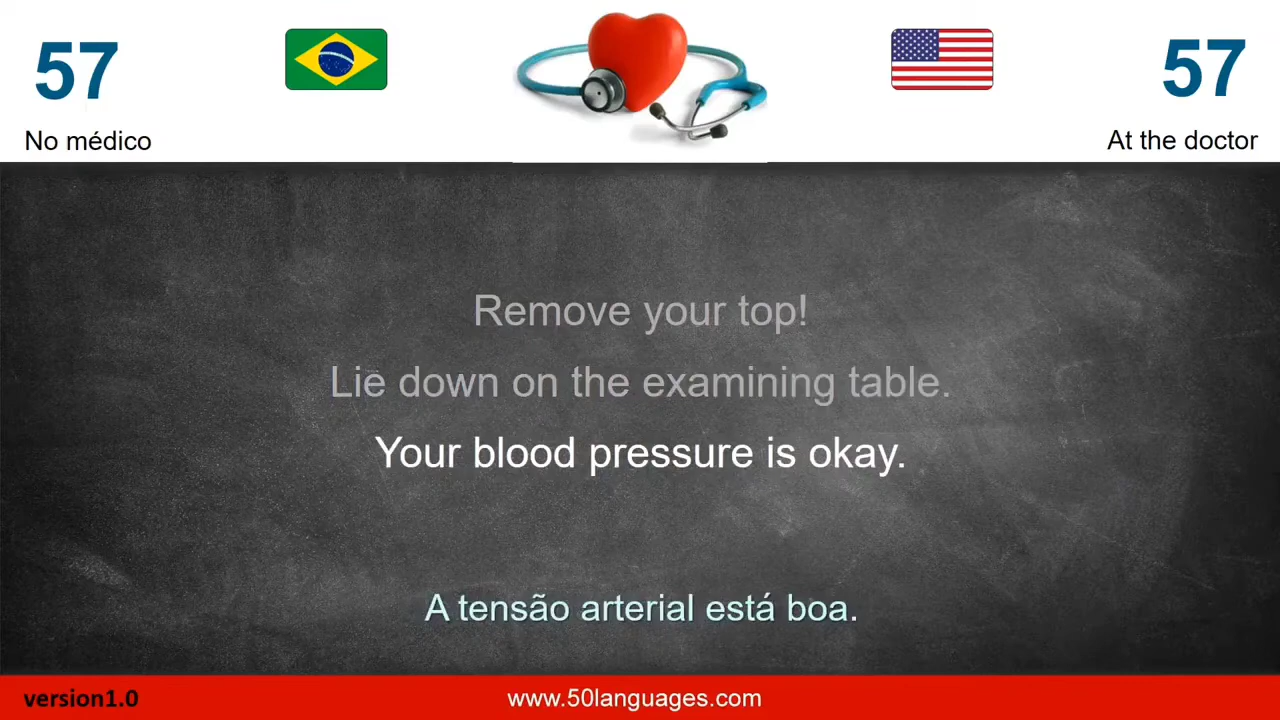 57
57
No médico
At the doctor
Remove your top!
Lie down on the examining table.
Your blood pressure is okay.
A tensão arterial está boa.
version1.0
www.50languages.com